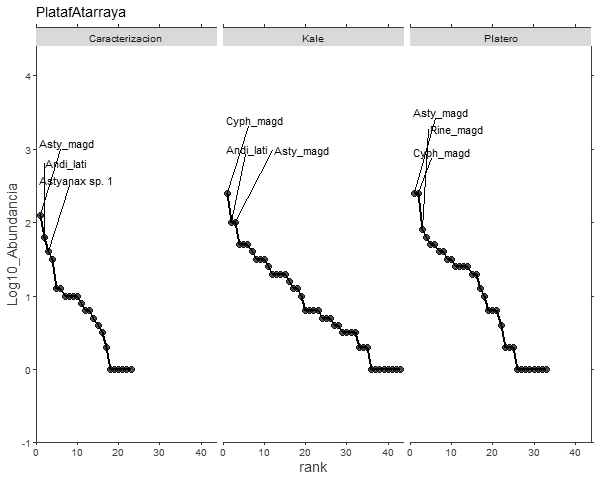 PlatafAtarraya
Caracterizacion
Kale
Platero
Log10_Abundancia
4
3
2
1
0
-1
Asty_magd
Andi_lati
Astyanax sp. 1
Cyph_magd
Andi_lati
Asty_magd
Asty_magd
Rine_magd
Cyph_magd
0 10 20 30 40 0 10 20 30 40 0 10 20 30 40
rank